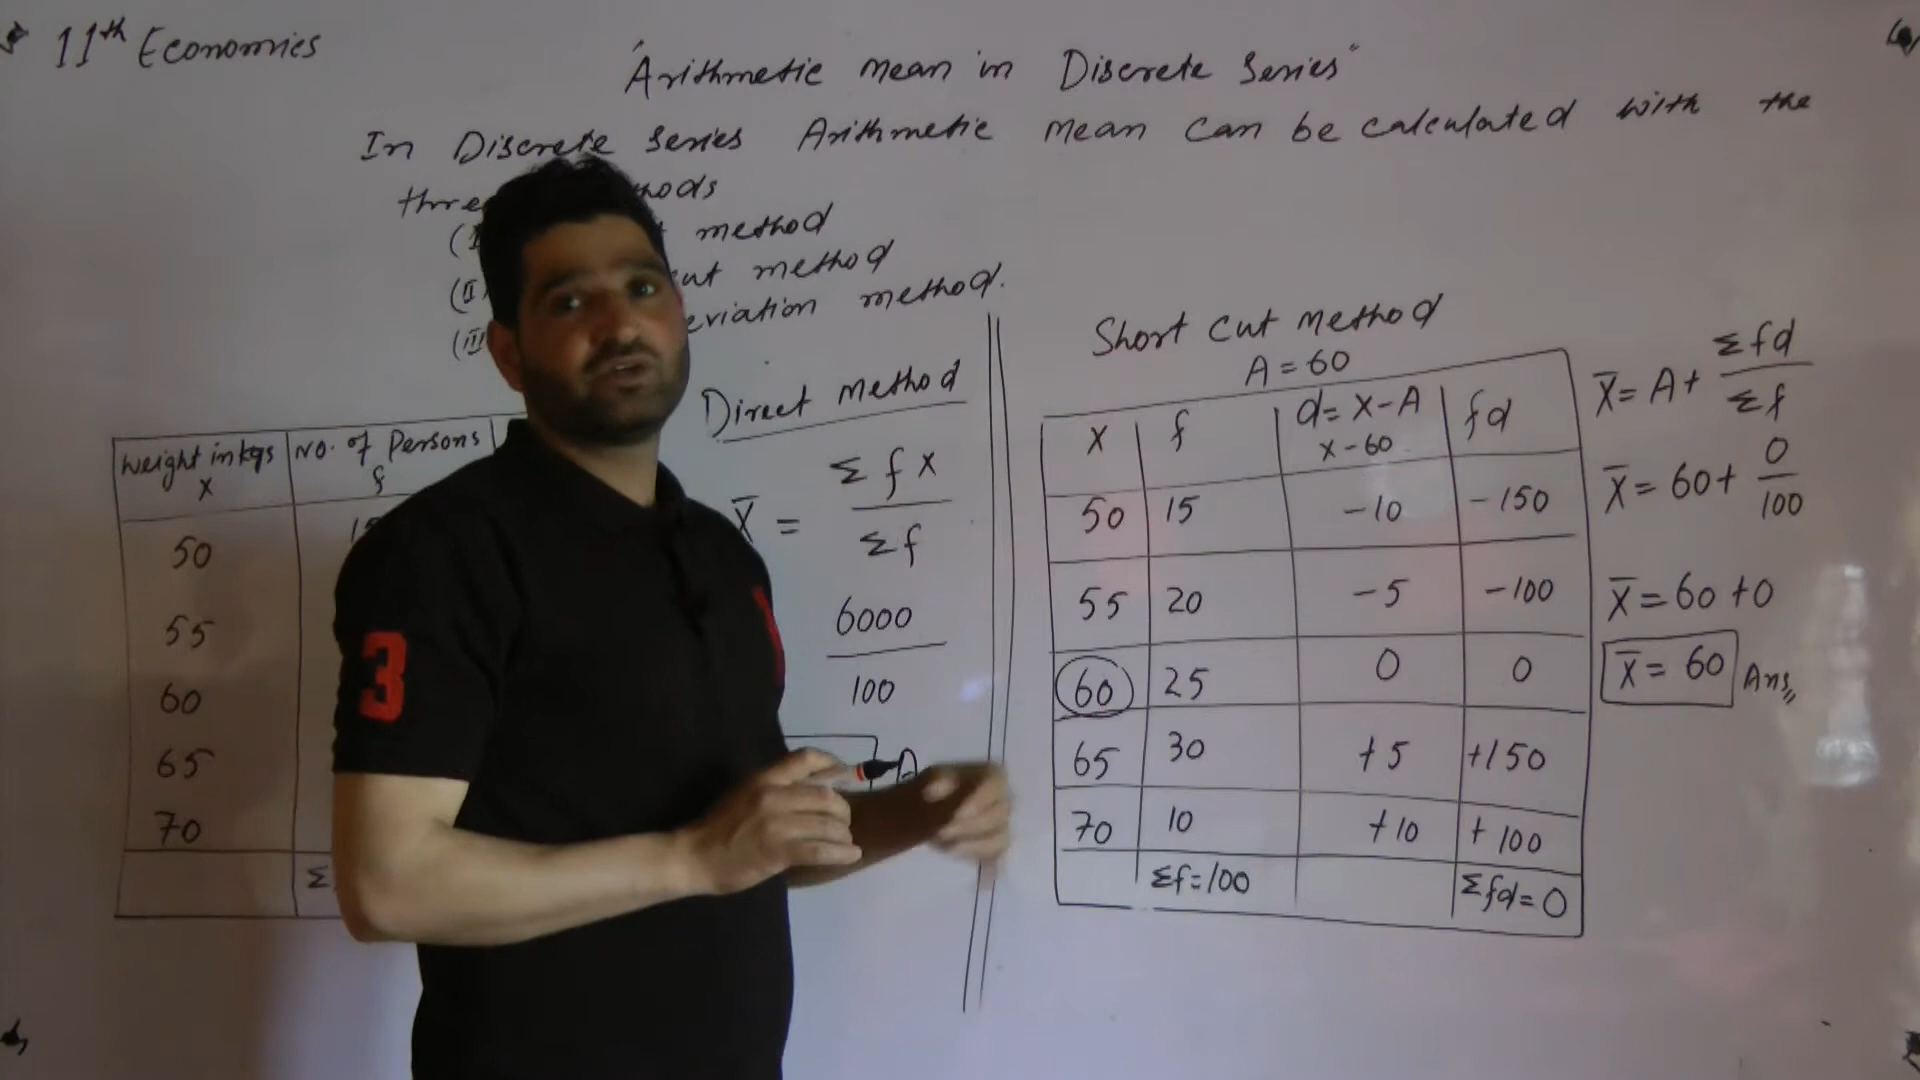 11th Economics
"Arithmetic mean in Discrete Series"
In Discrete Series Arithmetic mean can be calculated with the
method
method
method.
Direct method
X̄ = Σfx / Σf
6000 / 100
weight in kgs x | No. of Persons f
50
55
60
65
70
Σ
Short cut method
A = 60
x | f | d = x - A x - 60 | fd
50 | 15 | -10 | -150
55 | 20 | -5 | -100
60 | 25 | 0 | 0
65 | 30 | +5 | +150
70 | 10 | +10 | +100
Σf = 100 | Σfd = 0
X̄ = A + Σfd / Σf
X̄ = 60 + 0 / 100
X̄ = 60 + 0
X̄ = 60 Ans
3